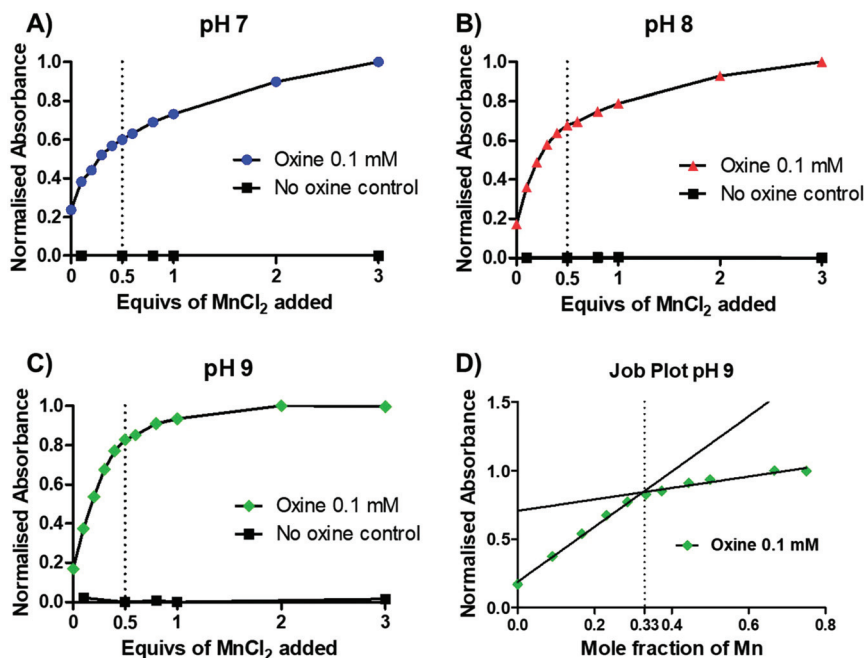 A)
pH 7
Normalised Absorbance
1.0
0.8
0.6
0.4
0.2
0.0
Oxine 0.1 mM
No oxine control
0 0.5 1 2 3
Equivs of MnCl₂ added
B)
pH 8
Normalised Absorbance
1.0
0.8
0.6
0.4
0.2
0.0
Oxine 0.1 mM
No oxine control
0 0.5 1 2 3
Equivs of MnCl₂ added
C)
pH 9
Normalised Absorbance
1.0
0.8
0.6
0.4
0.2
0.0
Oxine 0.1 mM
No oxine control
0 0.5 1 2 3
Equivs of MnCl₂ added
D)
Job Plot pH 9
Normalised Absorbance
1.5
1.0
0.5
0.0
Oxine 0.1 mM
0.0 0.2 0.33 0.4 0.6 0.8
Mole fraction of Mn